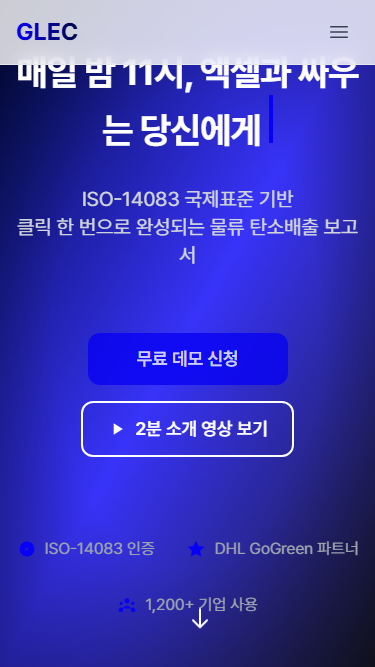 GLEC
매일 밤 11시, 엑셀과 싸우
는 당신에게
ISO-14083 국제표준 기반
클릭 한 번으로 완성되는 물류 탄소배출 보고
서
무료 데모 신청
2분 소개 영상 보기
ISO-14083 인증
DHL GoGreen 파트너
1,200+ 기업 사용